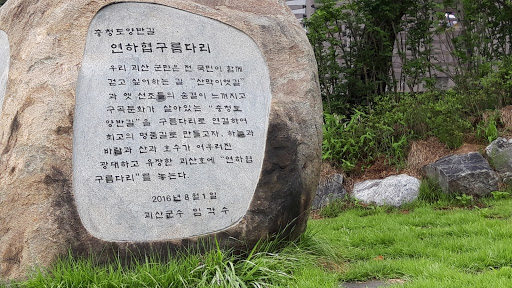 충청도양반길
연하협구름다리
우리 괴산 군민은 전 국민이 함께
걷고 싶어하는 길 "산막이옛길"
과 옛 선조들의 숨결이 느껴지고
구곡문화가 살아있는 "충청도
양반길"을 구름다리로 연결하여
최고의 명품길로 만들고자, 하늘과
바람과 산과 호수가 어우러진
광대하고 유장한 괴산호에 "연하협
구름다리"를 놓는다.
2016년 8월 1일
괴산군수 임각수